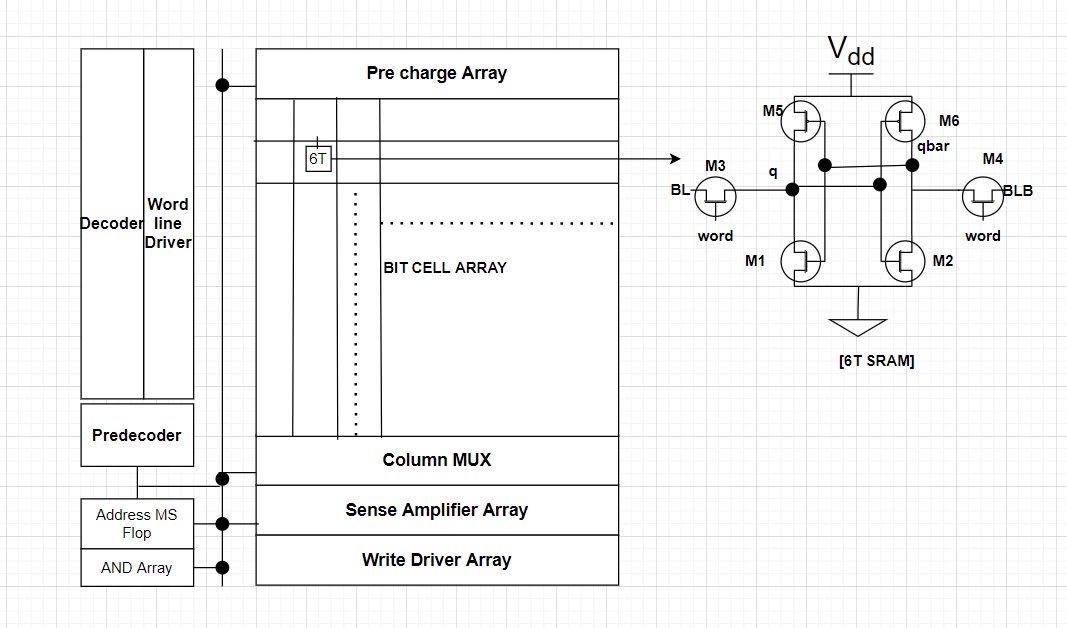 Pre charge Array
Decoder
Word
line
Driver
6T
BIT CELL ARRAY
Predecoder
Column MUX
Address MS
Flop
Sense Amplifier Array
AND Array
Write Driver Array
Vdd
M5
M6
qbar
M3
q
M4
BL
BLB
word
word
M1
M2
[6T SRAM]